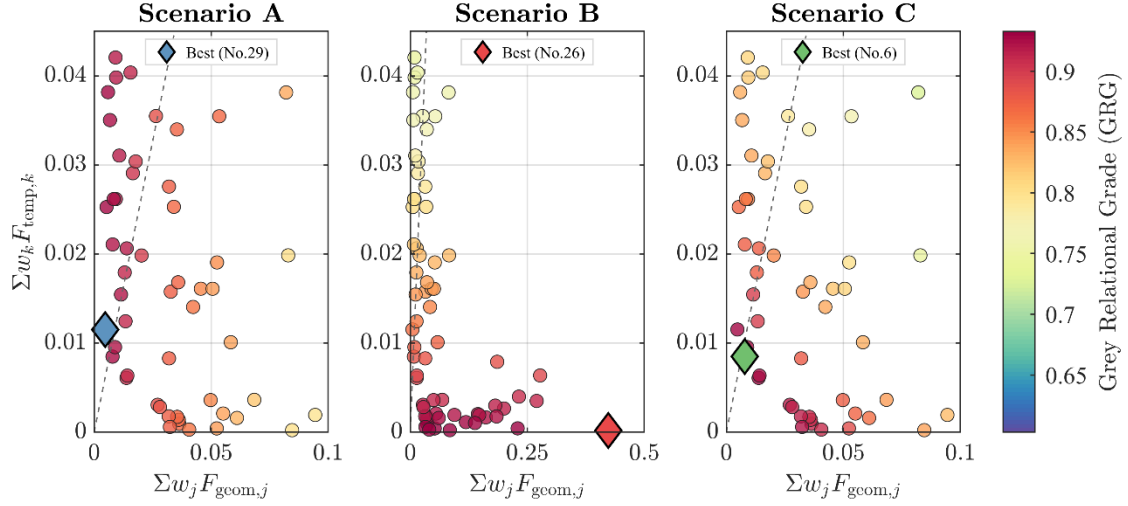 Scenario A
Scenario B
Scenario C
Best (No.29)
Best (No.26)
Best (No.6)
0.04
0.03
0.02
0.01
0
Σw_k F_temp,k
0 0.05 0.1
0 0.25 0.5
0 0.05 0.1
Σw_j F_geom,j
Σw_j F_geom,j
Σw_j F_geom,j
0.9
0.85
0.8
0.75
0.7
0.65
Grey Relational Grade (GRG)